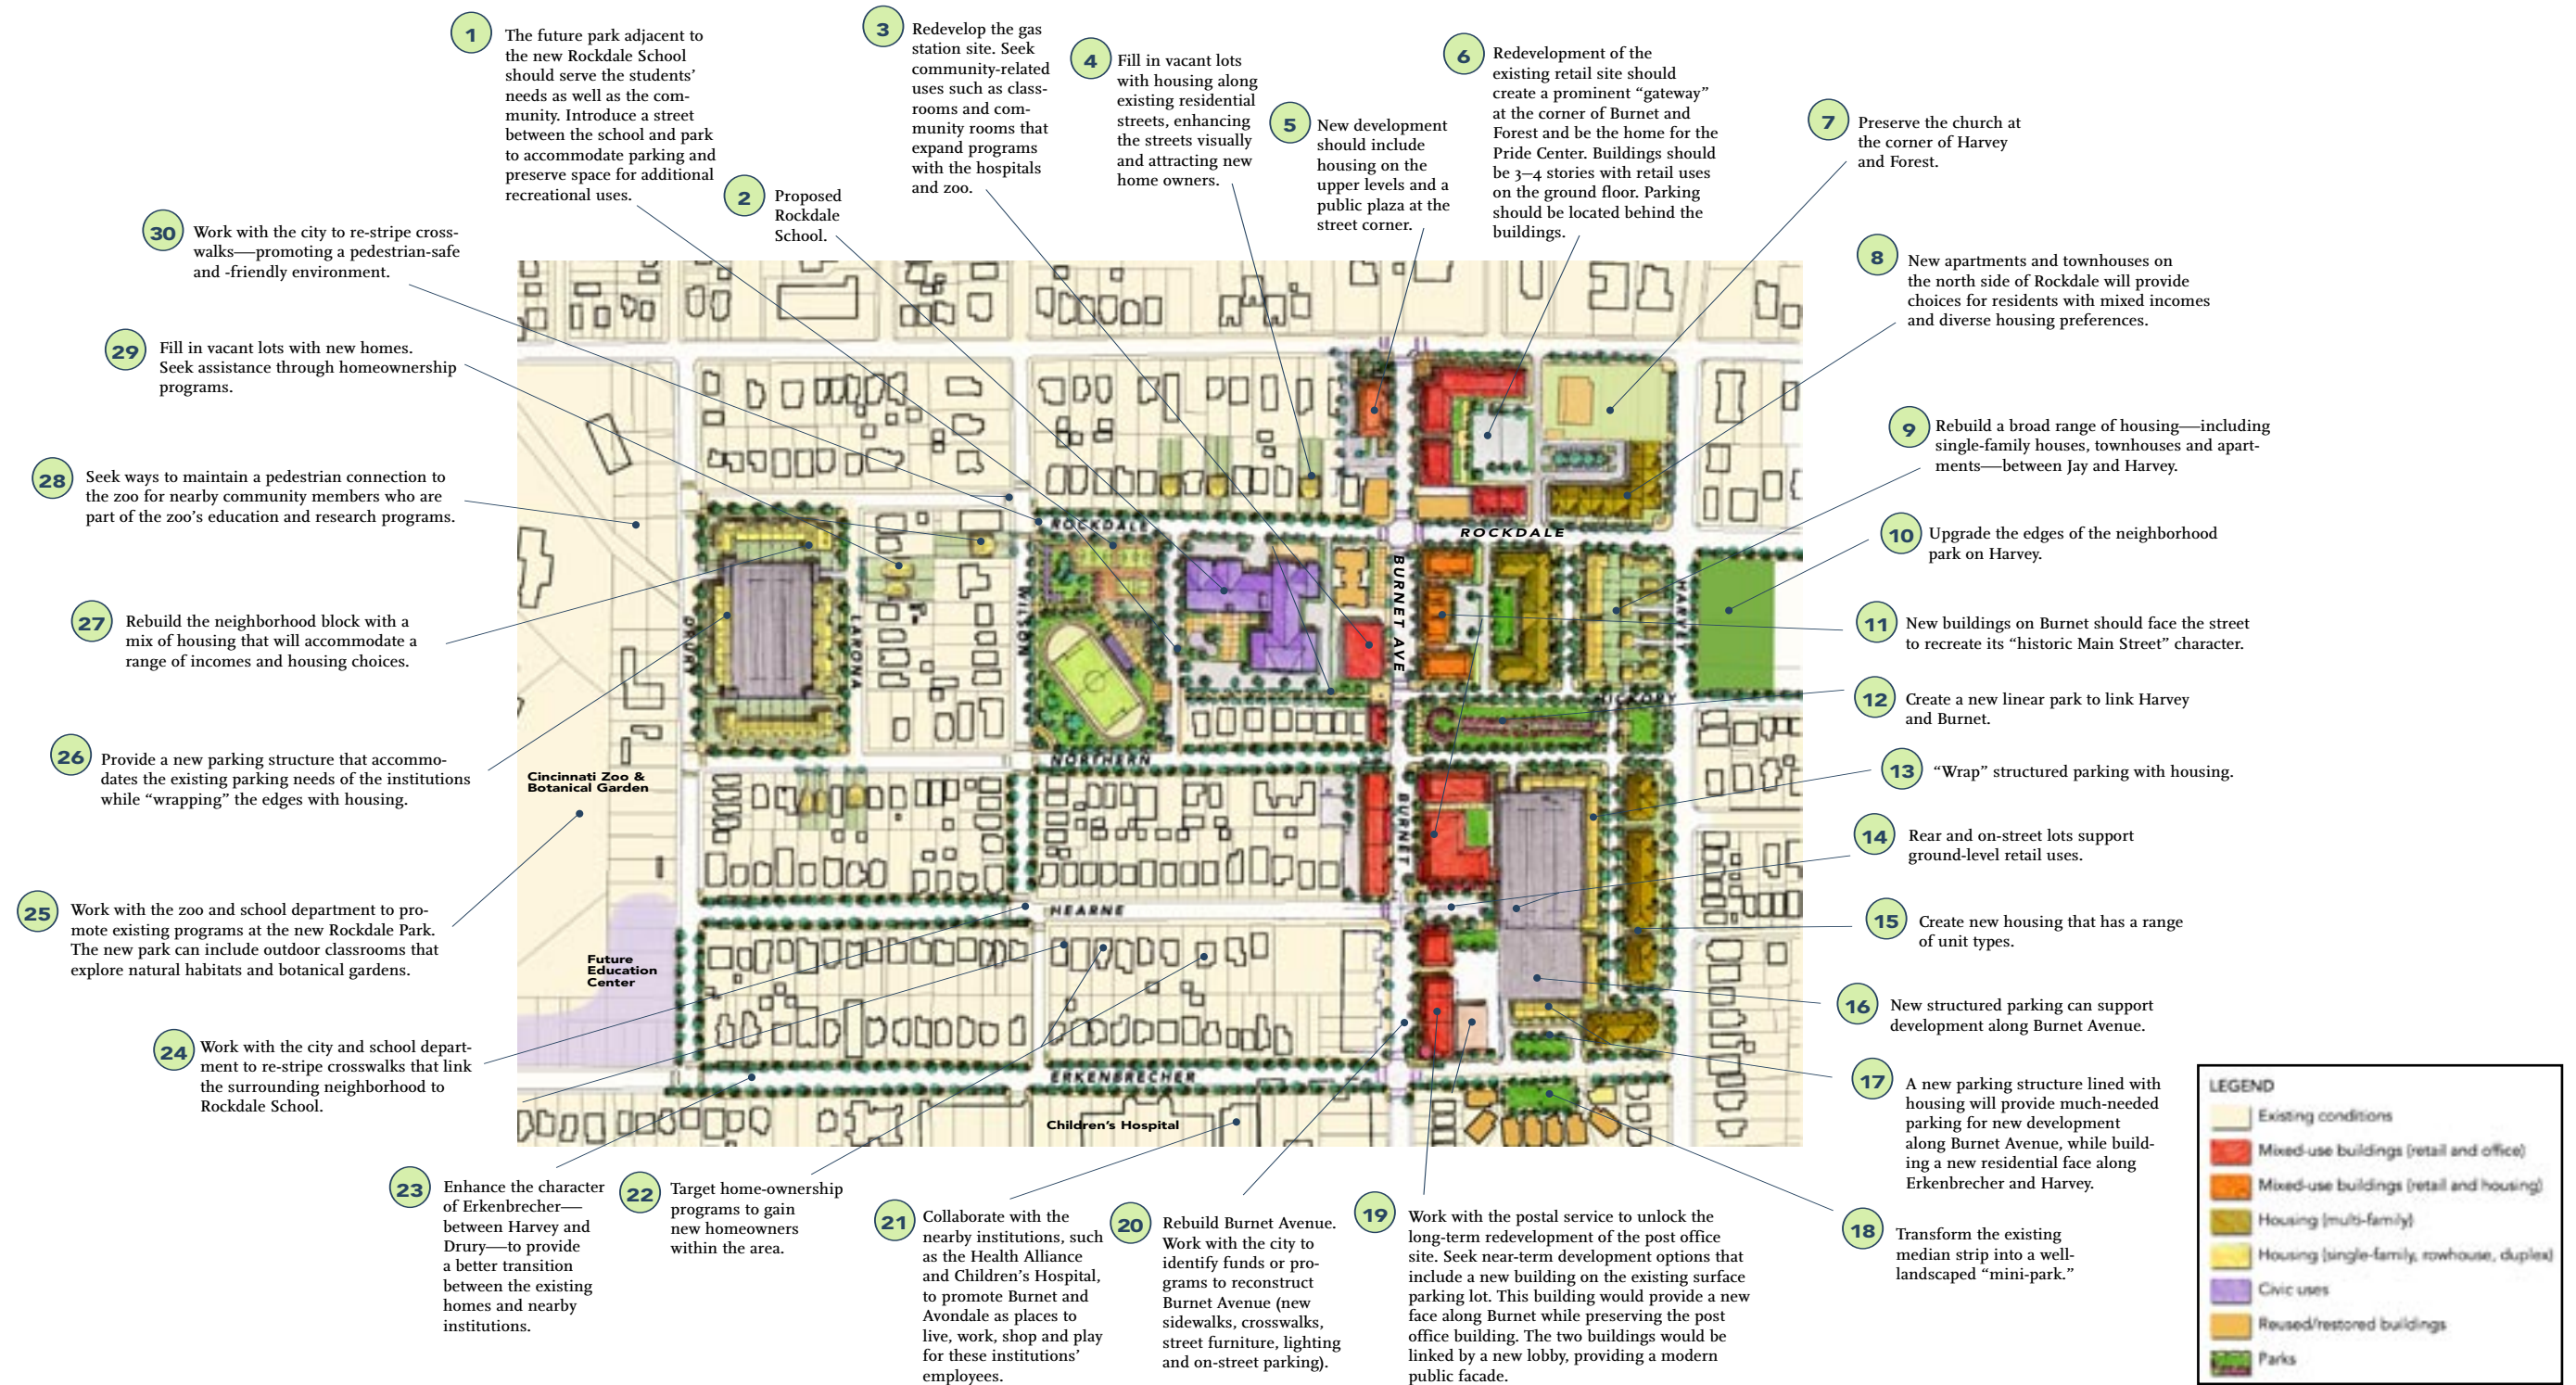 1
The future park adjacent to
the new Rockdale School
should serve the students'
needs as well as the com-
munity. Introduce a street
between the school and park
to accommodate parking and
preserve space for additional
recreational uses.
2
Proposed
Rockdale
School.
3
Redevelop the gas
station site. Seek
community-related
uses such as class-
rooms and com-
munity rooms that
expand programs
with the hospitals
and zoo.
4
Fill in vacant lots
with housing along
existing residential
streets, enhancing
the streets visually
and attracting new
home owners.
5
New development
should include
housing on the
upper levels and a
public plaza at the
street corner.
6
Redevelopment of the
existing retail site should
create a prominent “gateway”
at the corner of Burnet and
Forest and be the home for the
Pride Center. Buildings should
be 3–4 stories with retail uses
on the ground floor. Parking
should be located behind the
buildings.
7
Preserve the church at
the corner of Harvey
and Forest.
8
New apartments and townhouses on
the north side of Rockdale will provide
choices for residents with mixed incomes
and diverse housing preferences.
9
Rebuild a broad range of housing—including
single-family houses, townhouses and apart-
ments—between Jay and Harvey.
10
Upgrade the edges of the neighborhood
park on Harvey.
11
New buildings on Burnet should face the street
to recreate its “historic Main Street” character.
12
Create a new linear park to link Harvey
and Burnet.
13
“Wrap” structured parking with housing.
14
Rear and on-street lots support
ground-level retail uses.
15
Create new housing that has a range
of unit types.
16
New structured parking can support
development along Burnet Avenue.
17
A new parking structure lined with
housing will provide much-needed
parking for new development
along Burnet Avenue, while build-
ing a new residential face along
Erkenbrecher and Harvey.
18
Transform the existing
median strip into a well-
landscaped “mini-park.”
19
Work with the postal service to unlock the
long-term redevelopment of the post office
site. Seek near-term development options that
include a new building on the existing surface
parking lot. This building would provide a new
face along Burnet while preserving the post
office building. The two buildings would be
linked by a new lobby, providing a modern
public facade.
20
Rebuild Burnet Avenue.
Work with the city to
identify funds or pro-
grams to reconstruct
Burnet Avenue (new
sidewalks, crosswalks,
street furniture, lighting
and on-street parking).
21
Collaborate with the
nearby institutions, such
as the Health Alliance
and Children's Hospital,
to promote Burnet and
Avondale as places to
live, work, shop and play
for these institutions'
employees.
22
Target home-ownership
programs to gain
new homeowners
within the area.
23
Enhance the character
of Erkenbrecher—
between Harvey and
Drury—to provide
a better transition
between the existing
homes and nearby
institutions.
24
Work with the city and school depart-
ment to re-stripe crosswalks that link
the surrounding neighborhood to
Rockdale School.
25
Work with the zoo and school department to pro-
mote existing programs at the new Rockdale Park.
The new park can include outdoor classrooms that
explore natural habitats and botanical gardens.
26
Provide a new parking structure that accommo-
dates the existing parking needs of the institutions
while “wrapping” the edges with housing.
27
Rebuild the neighborhood block with a
mix of housing that will accommodate a
range of incomes and housing choices.
28
Seek ways to maintain a pedestrian connection to
the zoo for nearby community members who are
part of the zoo's education and research programs.
29
Fill in vacant lots with new homes.
Seek assistance through homeownership
programs.
30
Work with the city to re-stripe cross-
walks—promoting a pedestrian-safe
and -friendly environment.
ROCKDALE
ROCKDALE
DRURY
LARONA
WILSON
BURNET AVE
HARVEY
HICKORY
NORTHERN
BURNET
HEARNE
ERKENBRECHER
Cincinnati Zoo &
Botanical Garden
Future
Education
Center
Children's Hospital
LEGEND
Existing conditions
Mixed-use buildings (retail and office)
Mixed-use buildings (retail and housing)
Housing (multi-family)
Housing (single-family, rowhouse, duplex)
Civic uses
Reused/restored buildings
Parks